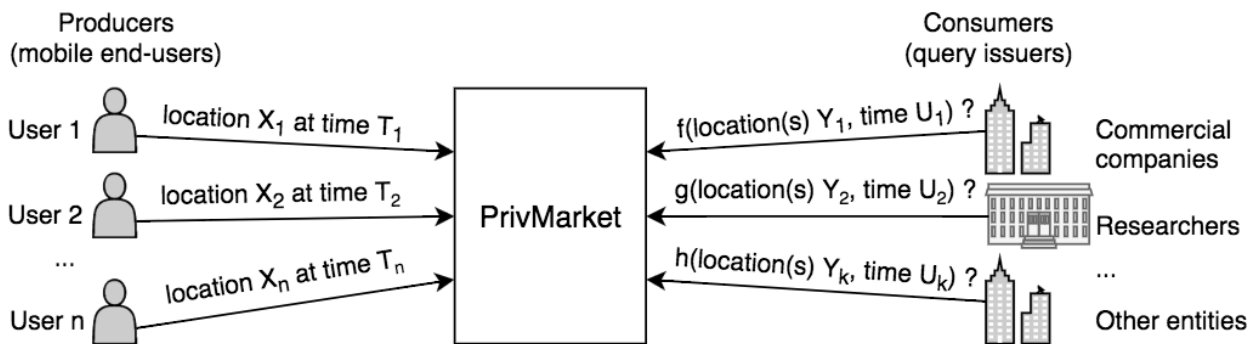 Producers
(mobile end-users)
User 1
location X₁ at time T₁
User 2
location X₂ at time T₂
...
User n
location Xₙ at time Tₙ
PrivMarket
Consumers
(query issuers)
f(location(s) Y₁, time U₁) ?
Commercial
companies
g(location(s) Y₂, time U₂) ?
Researchers
...
h(location(s) Yₖ, time Uₖ) ?
Other entities